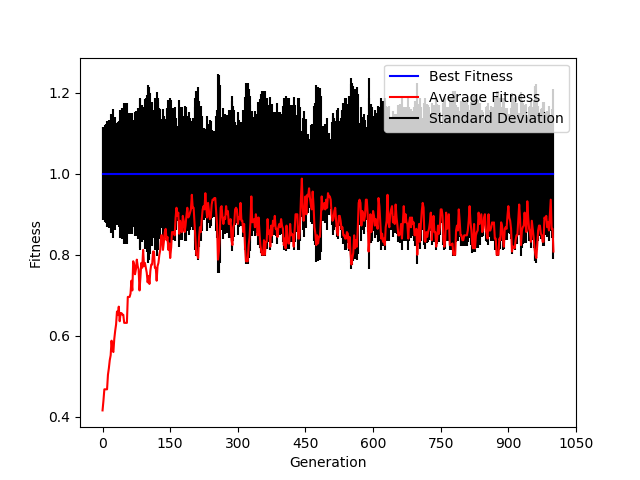 Best Fitness
Average Fitness
Standard Deviation
1.2
1.0
0.8
0.6
0.4
Fitness
0 150 300 450 600 750 900 1050
Generation